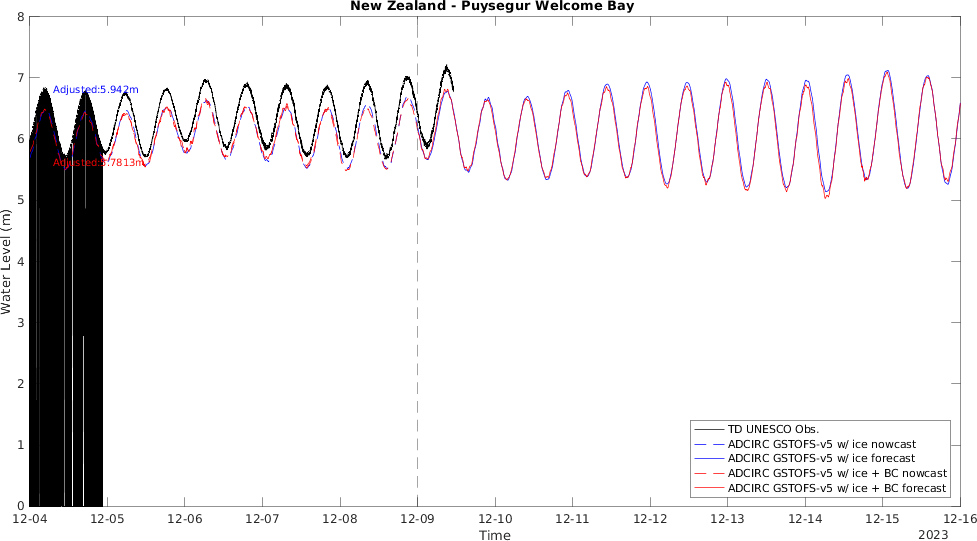 New Zealand - Puysegur Welcome Bay
8
7
6
5
4
3
2
1
0
Water Level (m)
Adjusted:5.942m
Adjusted:5.7813m
TD UNESCO Obs.
ADCIRC GSTOFS-v5 w/ ice nowcast
ADCIRC GSTOFS-v5 w/ ice forecast
ADCIRC GSTOFS-v5 w/ ice + BC nowcast
ADCIRC GSTOFS-v5 w/ ice + BC forecast
12-04 12-05 12-06 12-07 12-08 12-09 12-10 12-11 12-12 12-13 12-14 12-15 12-16
Time
2023